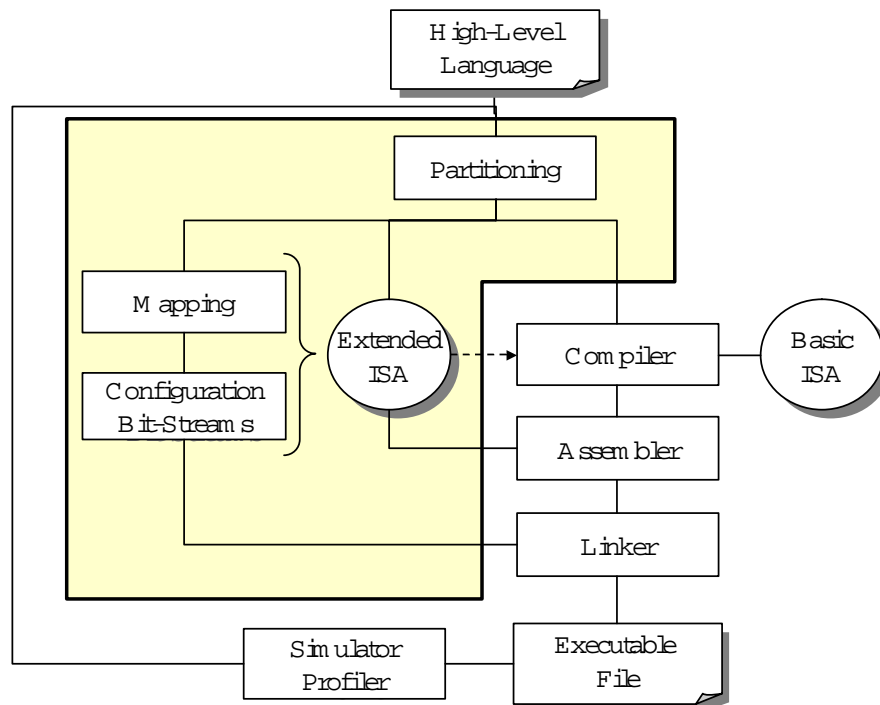 High-Level
Language
Partitioning
Mapping
Extended
ISA
Compiler
Basic
ISA
Configuration
Bit-Streams
Assembler
Linker
Simulator
Profiler
Executable
File